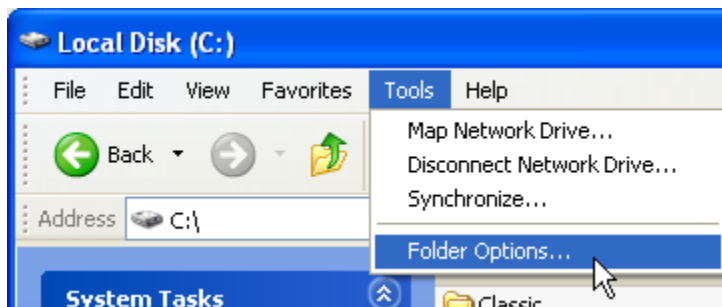 Local Disk (C:)
File Edit View Favorites Tools Help
Map Network Drive...
Disconnect Network Drive...
Synchronize...
Folder Options...
Back
Address C:\
System Tasks
Classic